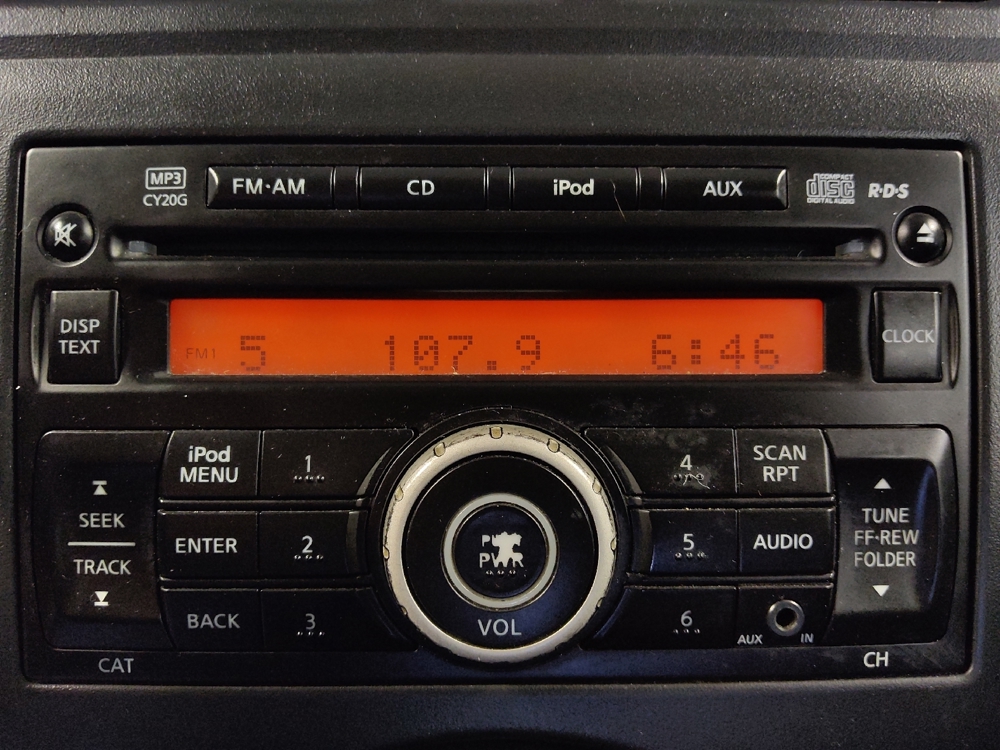 MP3
CY20G
FM·AM
CD
iPod
AUX
COMPACT
disc
DIGITAL AUDIO
R·D·S
DISP
TEXT
FM1 5 107.9 6:46
CLOCK
iPod
MENU
1
4
SCAN
RPT
SEEK
TRACK
ENTER
2
PWR
5
AUDIO
TUNE
FF·REW
FOLDER
BACK
3
VOL
6
AUX IN
CAT
CH